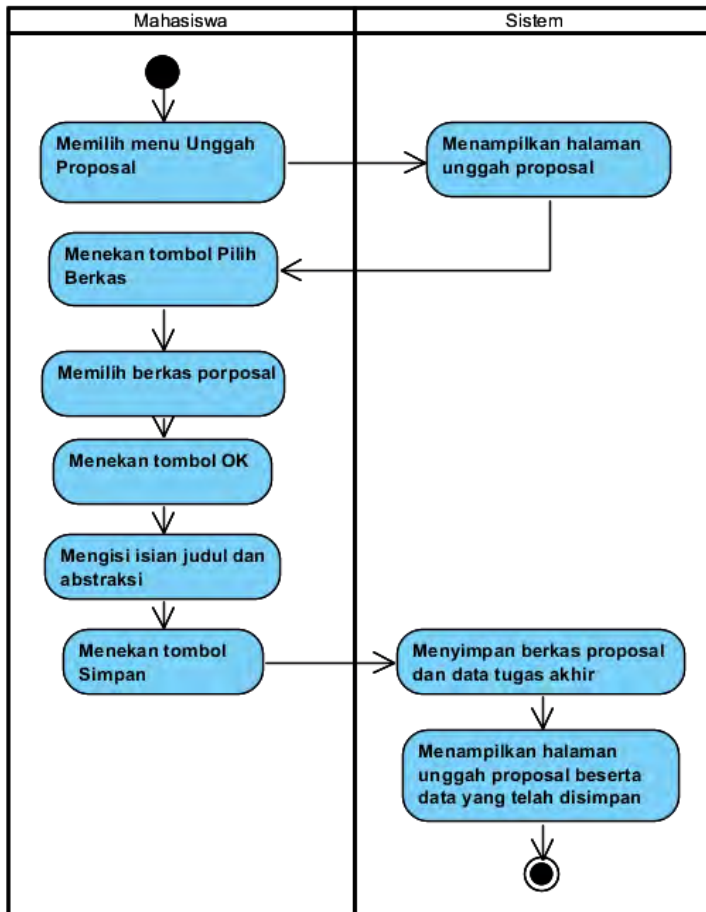 Mahasiswa
Sistem
Memilih menu Unggah
Proposal
Menampilkan halaman
unggah proposal
Menekan tombol Pilih
Berkas
Memilih berkas porposal
Menekan tombol OK
Mengisi isian judul dan
abstraksi
Menekan tombol
Simpan
Menyimpan berkas proposal
dan data tugas akhir
Menampilkan halaman
unggah proposal beserta
data yang telah disimpan